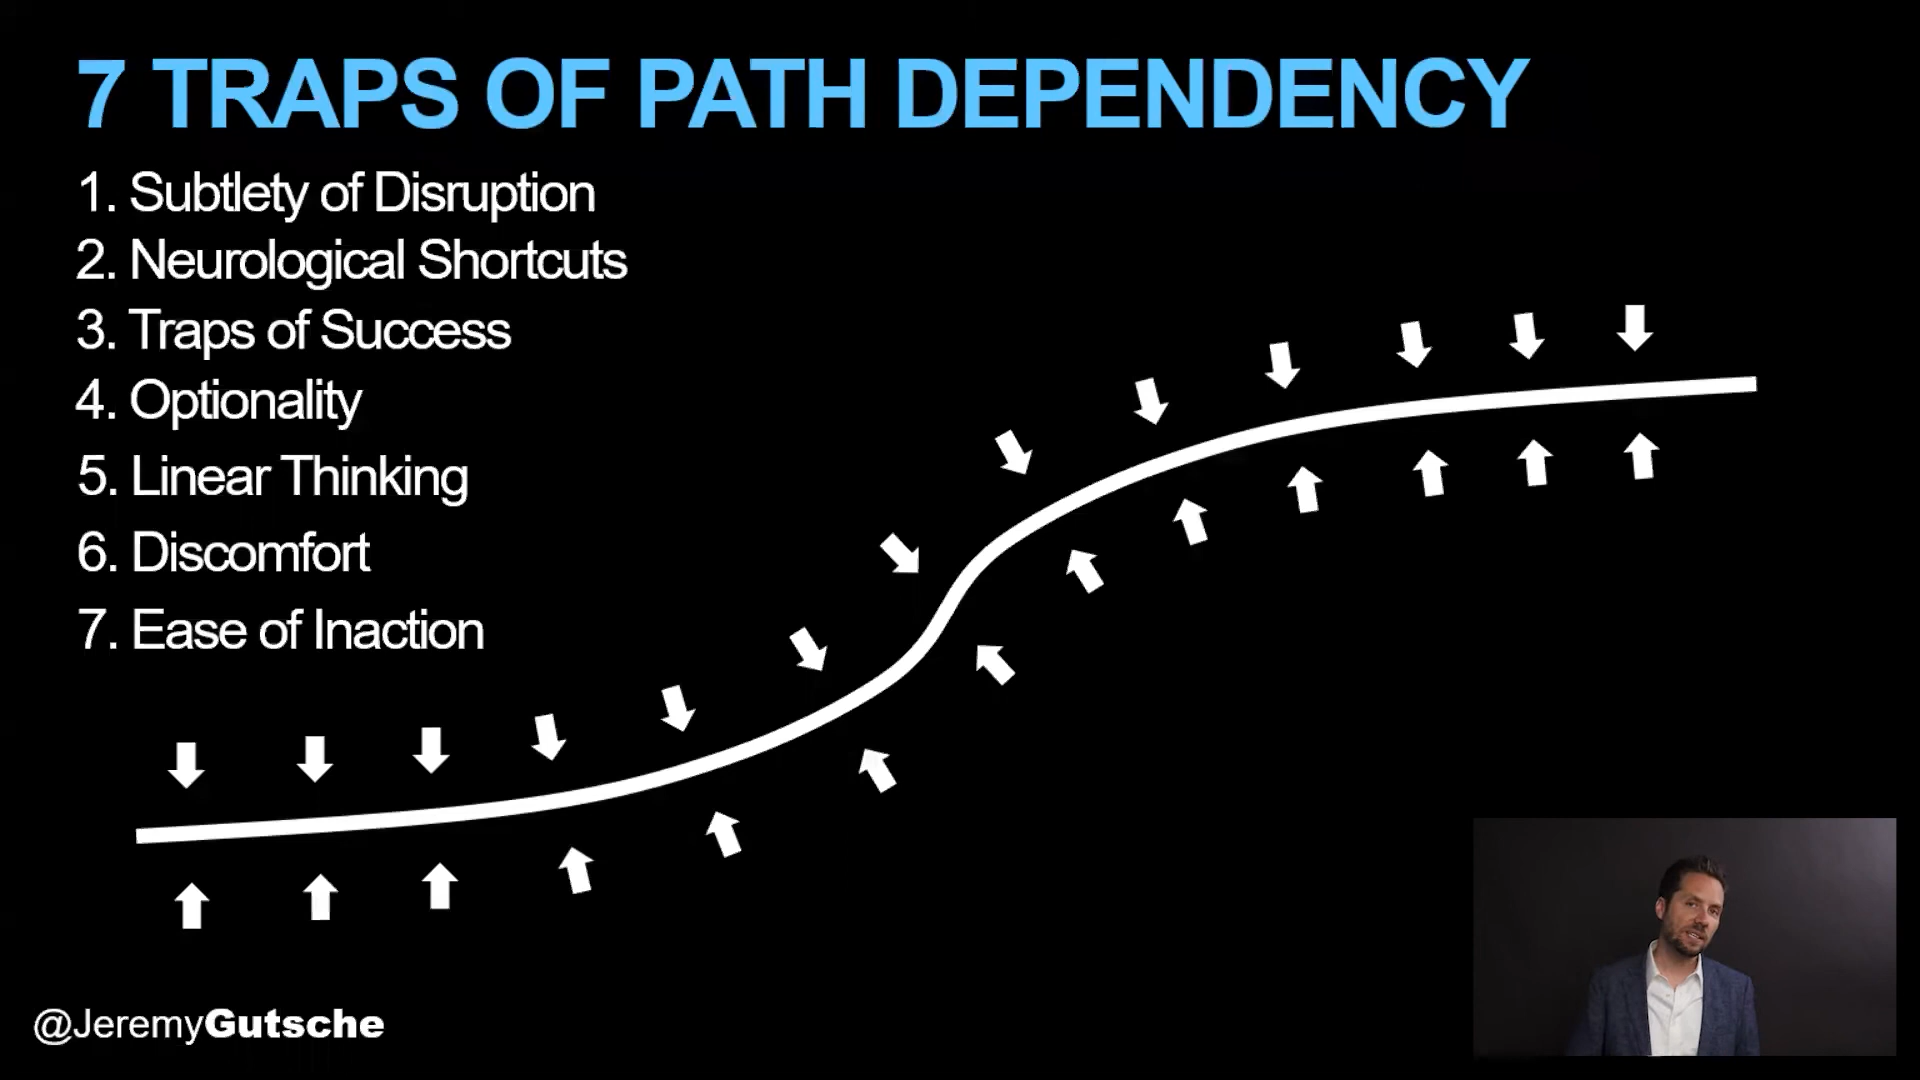 7 TRAPS OF PATH DEPENDENCY
1. Subtlety of Disruption
2. Neurological Shortcuts
3. Traps of Success
4. Optionality
5. Linear Thinking
6. Discomfort
7. Ease of Inaction
@JeremyGutsche